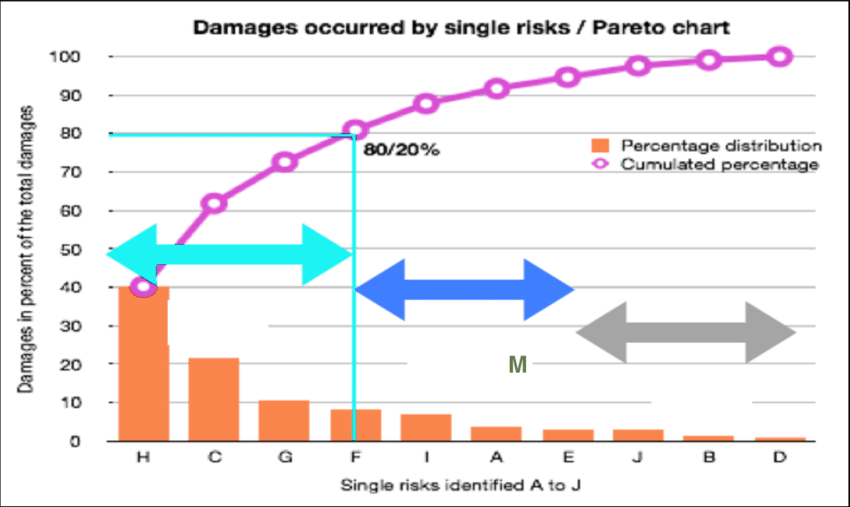 Damages occurred by single risks / Pareto chart
Damages in percent of the total damages
100
90
80
70
60
50
40
30
20
10
0
80/20%
Percentage distribution
Cumulated percentage
M
H C G F I A E J B D
Single risks identified A to J